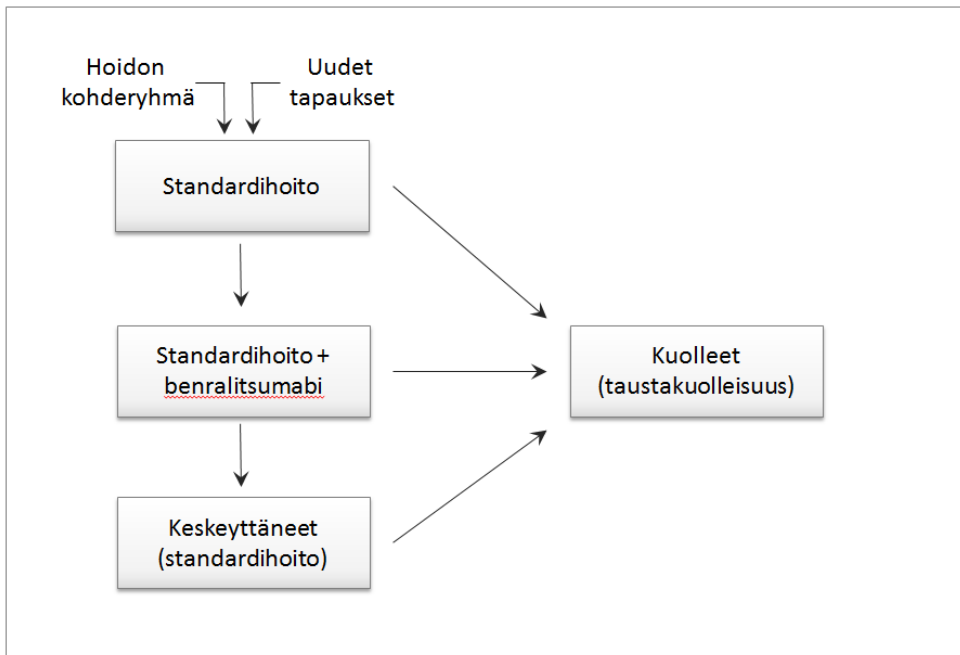 Hoidon
kohderyhmä
Uudet
tapaukset
Standardihoito
Standardihoito +
benralitsumabi
Kuolleet
(taustakuolleisuus)
Keskeyttäneet
(standardihoito)